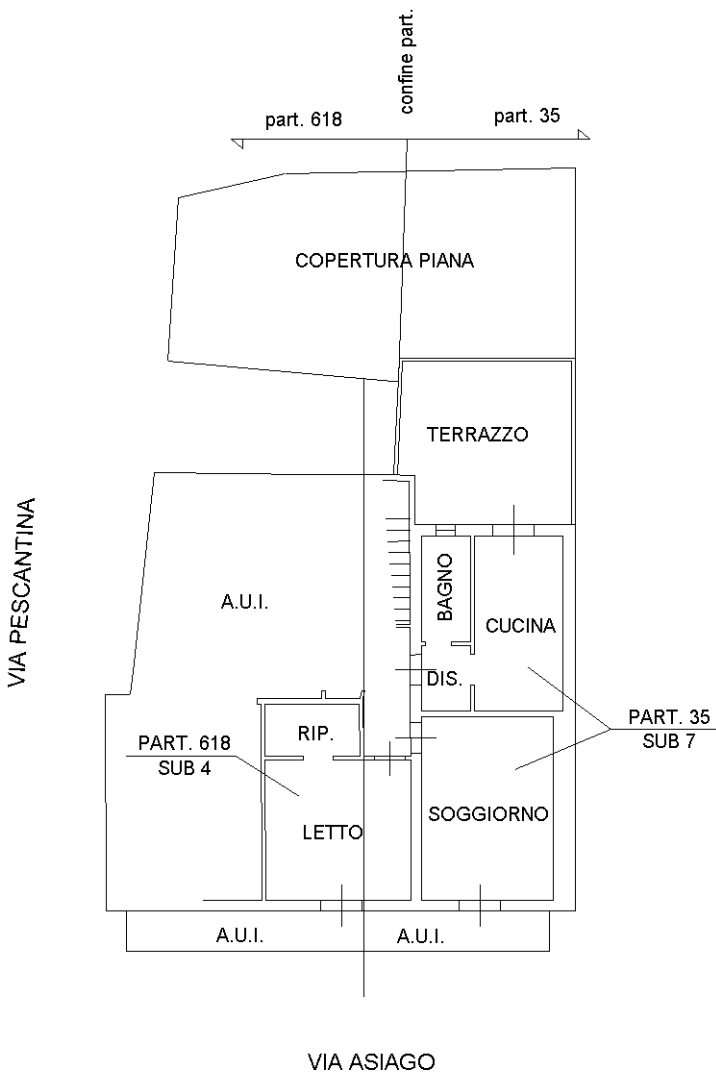 confine part.
part. 618
part. 35
COPERTURA PIANA
TERRAZZO
VIA PESCANTINA
A.U.I.
BAGNO
CUCINA
DIS.
RIP.
PART. 618
SUB 4
PART. 35
SUB 7
LETTO
SOGGIORNO
A.U.I.
A.U.I.
VIA ASIAGO